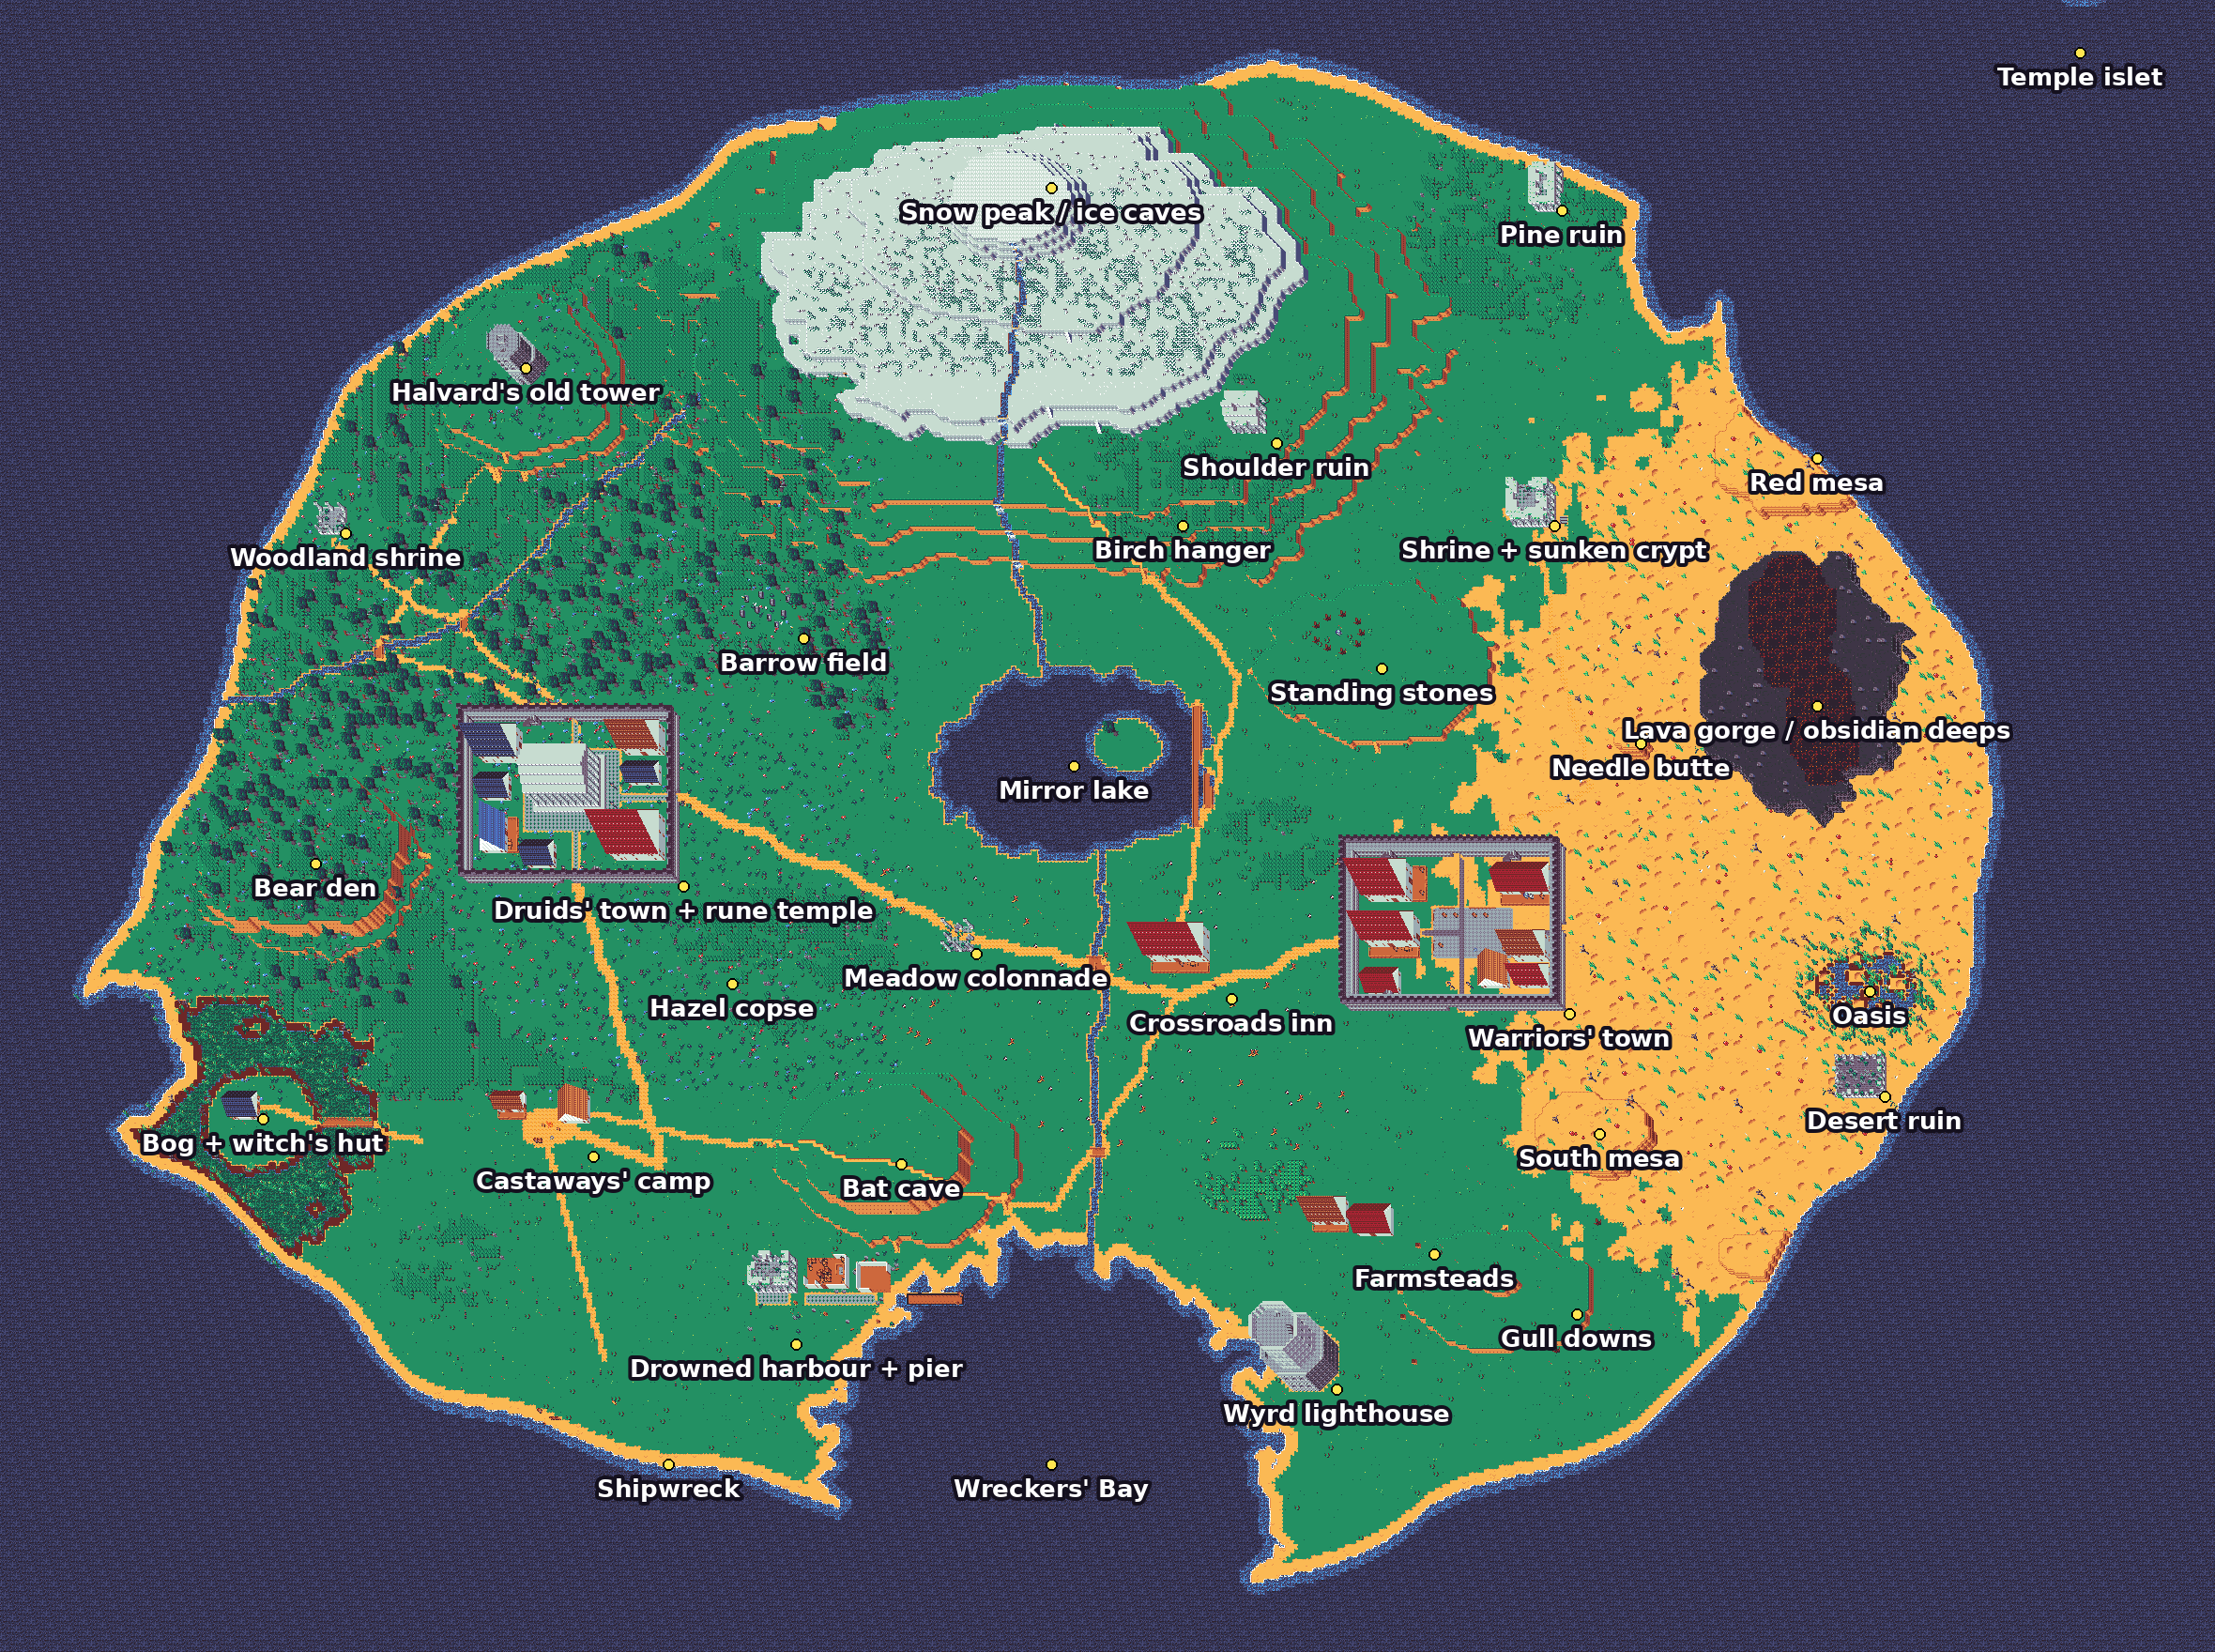 Temple islet
Snow peak / ice caves
Pine ruin
Halvard's old tower
Shoulder ruin
Red mesa
Woodland shrine
Birch hanger
Shrine + sunken crypt
Barrow field
Standing stones
Lava gorge / obsidian deeps
Needle butte
Mirror lake
Bear den
Druids' town + rune temple
Meadow colonnade
Hazel copse
Crossroads inn
Oasis
Warriors' town
Desert ruin
Bog + witch's hut
South mesa
Castaways' camp
Bat cave
Farmsteads
Gull downs
Drowned harbour + pier
Wyrd lighthouse
Shipwreck
Wreckers' Bay